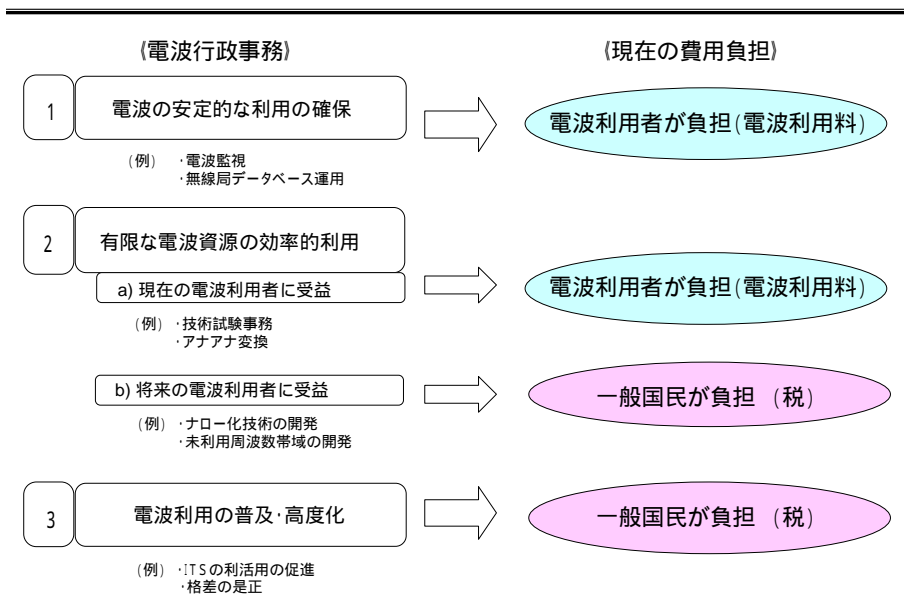 《電波行政事務》
《現在の費用負担》
1
電波の安定的な利用の確保
電波利用者が負担(電波利用料)
(例) ・電波監視
・無線局データベース運用
2
有限な電波資源の効率的利用
a) 現在の電波利用者に受益
電波利用者が負担(電波利用料)
(例) ・技術試験事務
・アナアナ変換
b) 将来の電波利用者に受益
一般国民が負担 (税)
(例) ・ナロー化技術の開発
・未利用周波数帯域の開発
3
電波利用の普及・高度化
一般国民が負担 (税)
(例) ・ITSの利活用の促進
・格差の是正